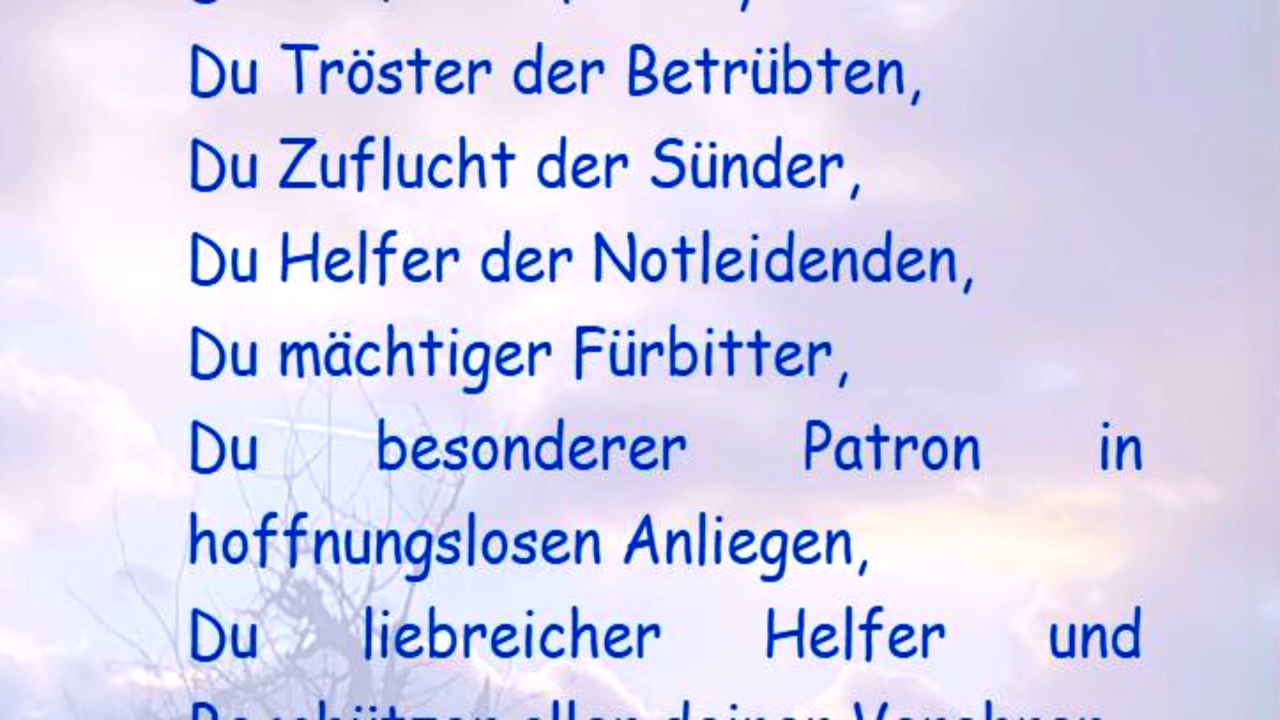 Du Tröster der Betrübten,
Du Zuflucht der Sünder,
Du Helfer der Notleidenden,
Du mächtiger Fürbitter,
Du besonderer Patron in
hoffnungslosen Anliegen,
Du liebreicher Helfer und